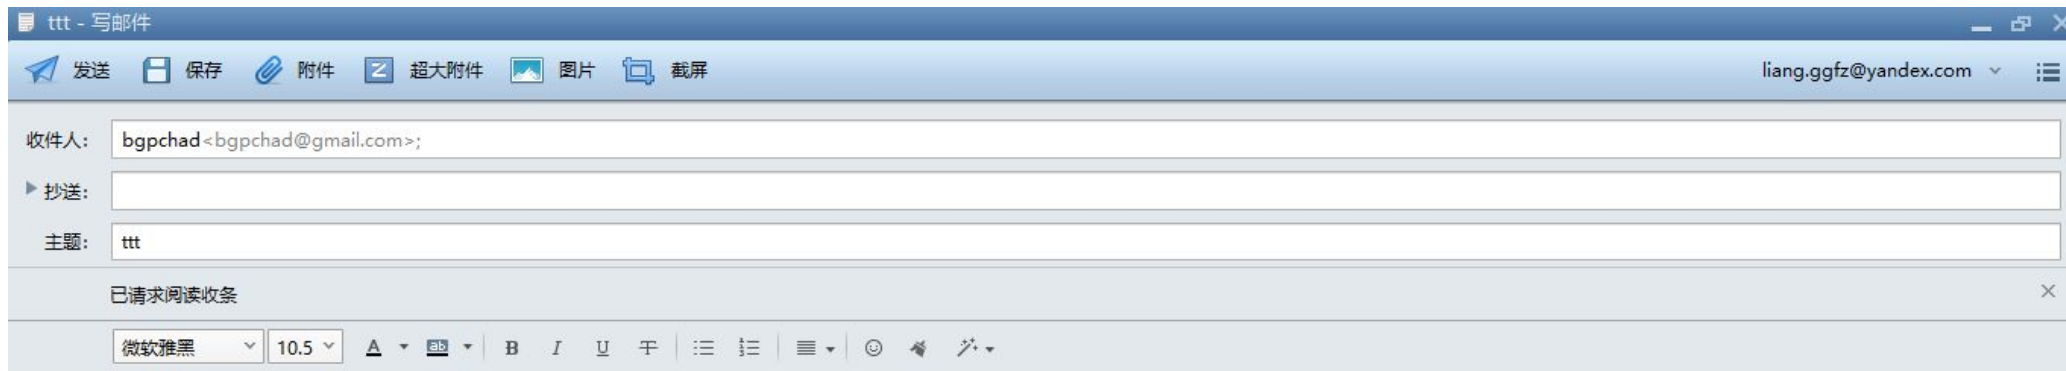 ttt - 写邮件
发送 保存 附件 超大附件 图片 截屏 liang.ggfz@yandex.com
收件人: bgpchad<bgpchad@gmail.com>;
抄送:
主题: ttt
已请求阅读收条
微软雅黑 10.5 A ab B I U T